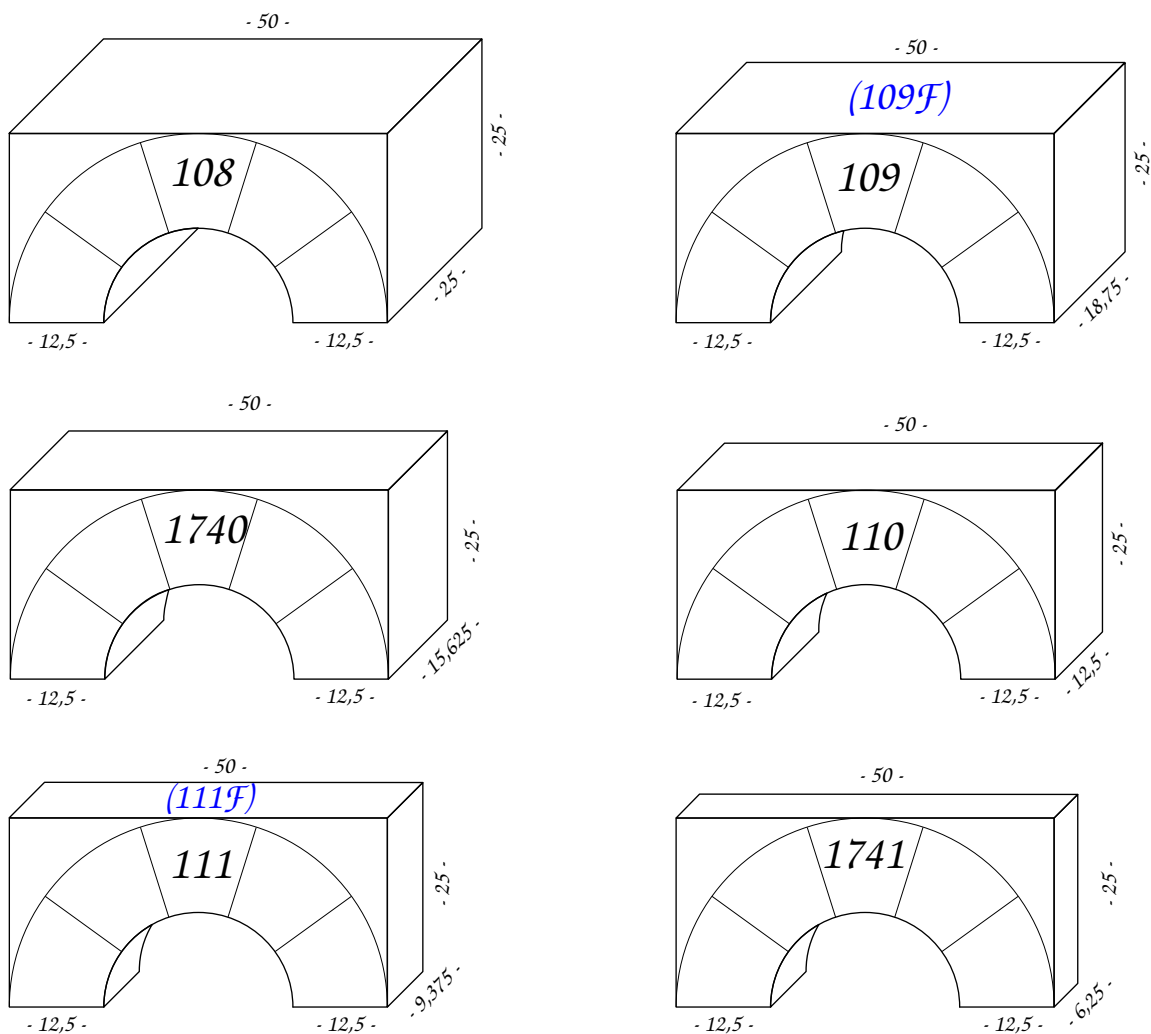 - 50 -
108
- 25 -
- 25 -
- 12,5 -
- 12,5 -
- 50 -
(109F)
109
- 25 -
- 18,75 -
- 12,5 -
- 12,5 -
- 50 -
1740
- 25 -
- 15,625 -
- 12,5 -
- 12,5 -
- 50 -
110
- 25 -
- 12,5 -
- 12,5 -
- 12,5 -
- 50 -
(111F)
111
- 25 -
- 9,375 -
- 12,5 -
- 12,5 -
- 50 -
1741
- 25 -
- 6,25 -
- 12,5 -
- 12,5 -